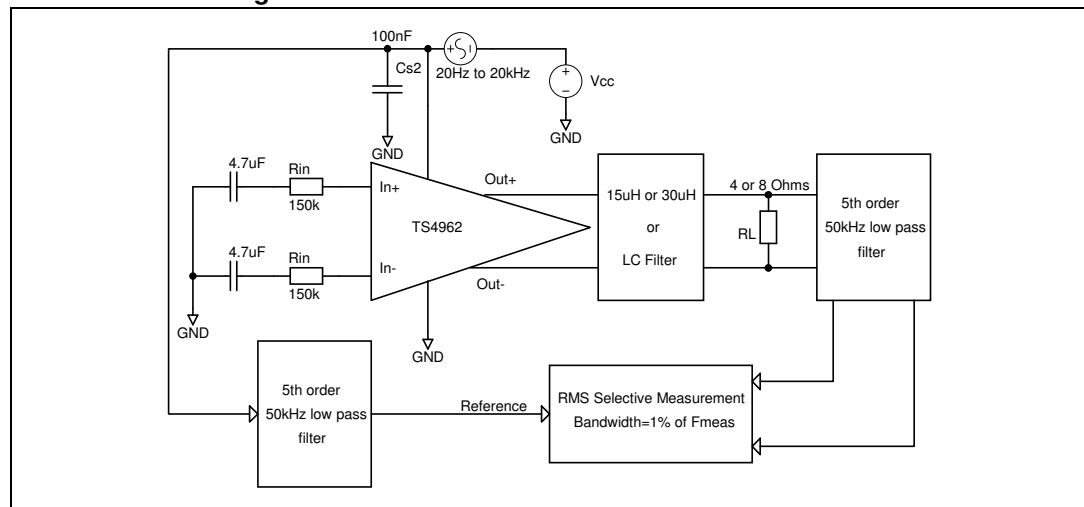 g
100nF
Cs2
20Hz to 20kHz
Vcc
GND
GND
4.7uF
Rin
150k
In+
Out+
TS4962
15uH or 30uH
or
LC Filter
4 or 8 Ohms
RL
5th order
50kHz low pass
filter
4.7uF
Rin
150k
In-
Out-
GND
GND
5th order
50kHz low pass
filter
Reference
RMS Selective Measurement
Bandwidth=1% of Fmeas